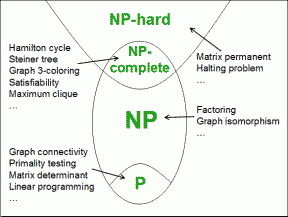 NP-hard
Hamilton cycle
Steiner tree
Graph 3-coloring
Satisfiability
Maximum clique
...
NP-
complete
Matrix permanent
Halting problem
...
NP
Factoring
Graph isomorphism
...
Graph connectivity
Primality testing
Matrix determinant
Linear programming
...
P